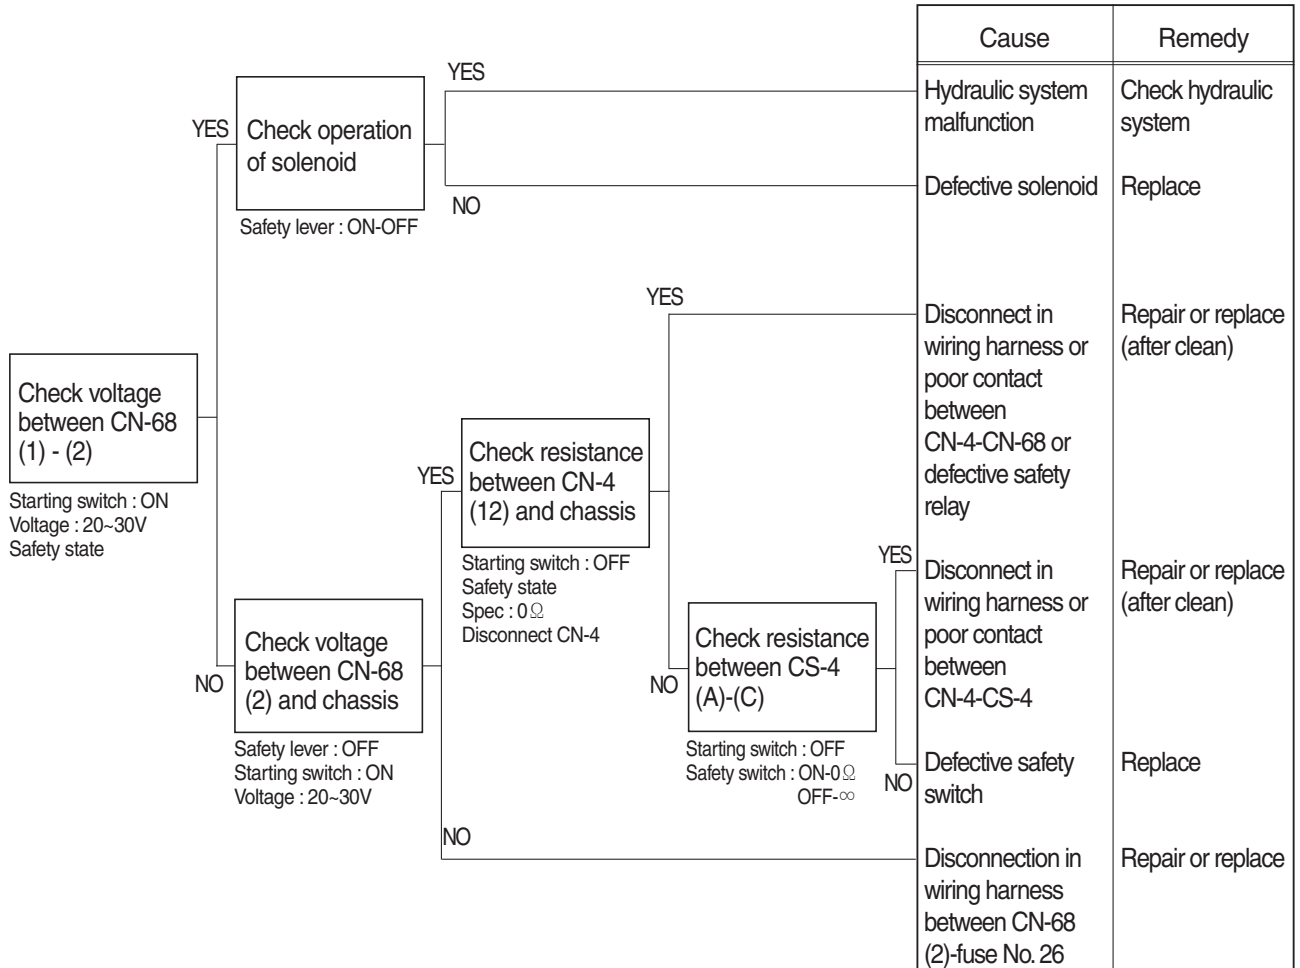 Cause
Remedy
YES
Hydraulic system
malfunction
Check hydraulic
system
YES
Check operation
of solenoid
Defective solenoid
Replace
NO
Safety lever : ON-OFF
YES
Disconnect in
wiring harness or
poor contact
between
CN-4-CN-68 or
defective safety
relay
Repair or replace
(after clean)
Check voltage
between CN-68
(1) - (2)
Starting switch : ON
Voltage : 20~30V
Safety state
YES
Check resistance
between CN-4
(12) and chassis
Starting switch : OFF
Safety state
Spec : 0Ω
Disconnect CN-4
YES
Disconnect in
wiring harness or
poor contact
between
CN-4-CS-4
Repair or replace
(after clean)
NO
Check voltage
between CN-68
(2) and chassis
Safety lever : OFF
Starting switch : ON
Voltage : 20~30V
NO
Check resistance
between CS-4
(A)-(C)
Starting switch : OFF
Safety switch : ON-0Ω
OFF-∞
NO
Defective safety
switch
Replace
NO
Disconnection in
wiring harness
between CN-68
(2)-fuse No. 26
Repair or replace